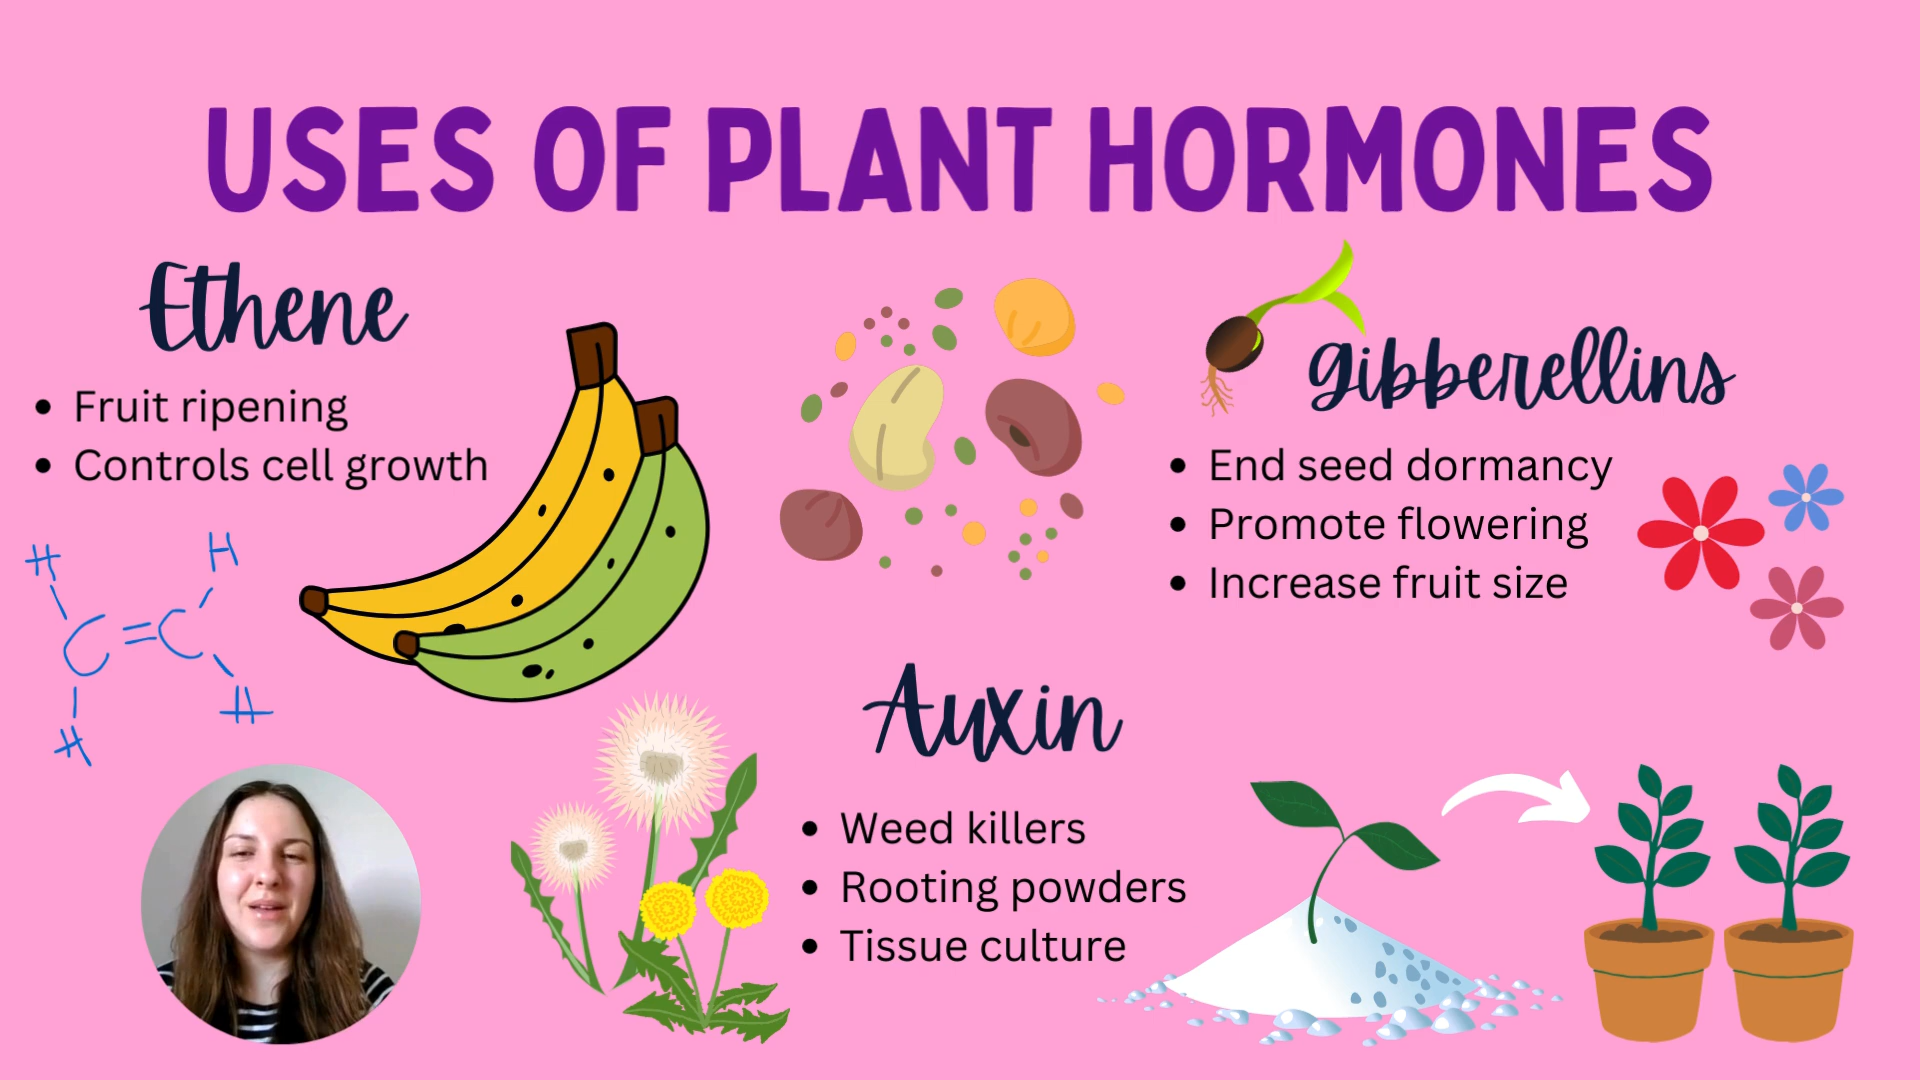 USES OF PLANT HORMONES
Ethene
• Fruit ripening
• Controls cell growth
H
H
C=C
H
H
Gibberellins
• End seed dormancy
• Promote flowering
• Increase fruit size
Auxin
• Weed killers
• Rooting powders
• Tissue culture